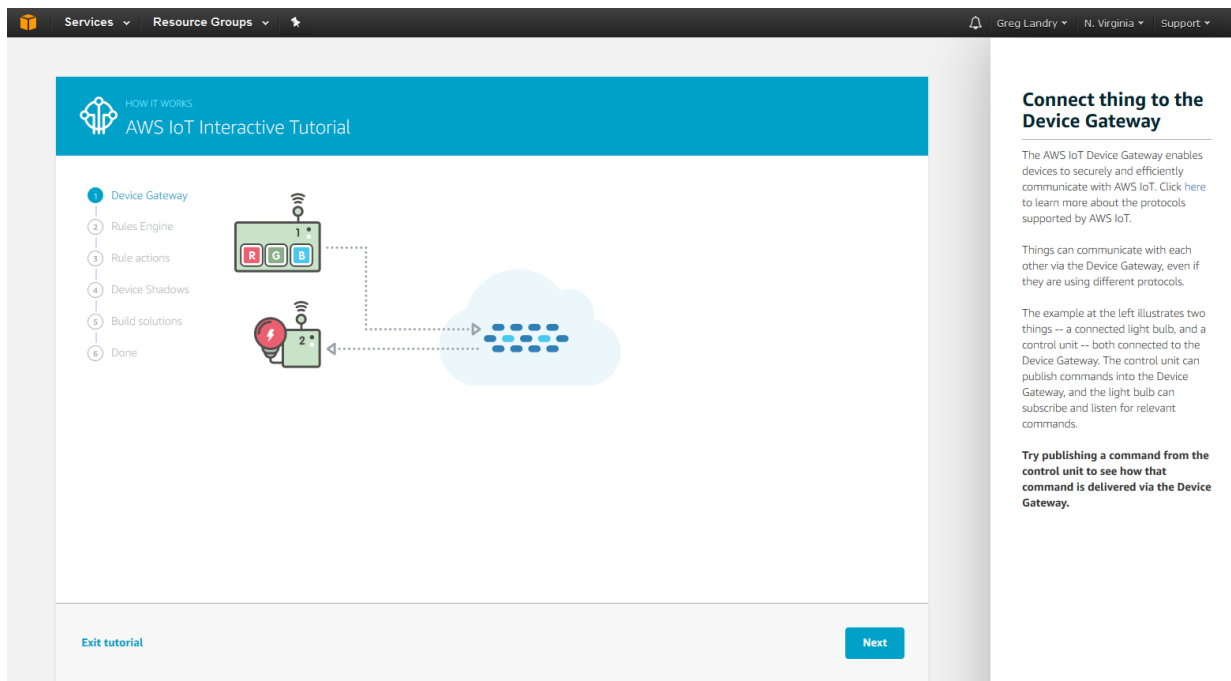 Services Resource Groups Greg Landry N. Virginia Support
HOW IT WORKS
AWS IoT Interactive Tutorial
1 Device Gateway
2 Rules Engine
3 Rule actions
4 Device Shadows
5 Build solutions
6 Done
1
R G B
2
Exit tutorial
Next
Connect thing to the
Device Gateway
The AWS IoT Device Gateway enables
devices to securely and efficiently
communicate with AWS IoT. Click here
to learn more about the protocols
supported by AWS IoT.
Things can communicate with each
other via the Device Gateway, even if
they are using different protocols.
The example at the left illustrates two
things -- a connected light bulb, and a
control unit -- both connected to the
Device Gateway. The control unit can
publish commands into the Device
Gateway, and the light bulb can
subscribe and listen for relevant
commands.
Try publishing a command from the
control unit to see how that
command is delivered via the Device
Gateway.